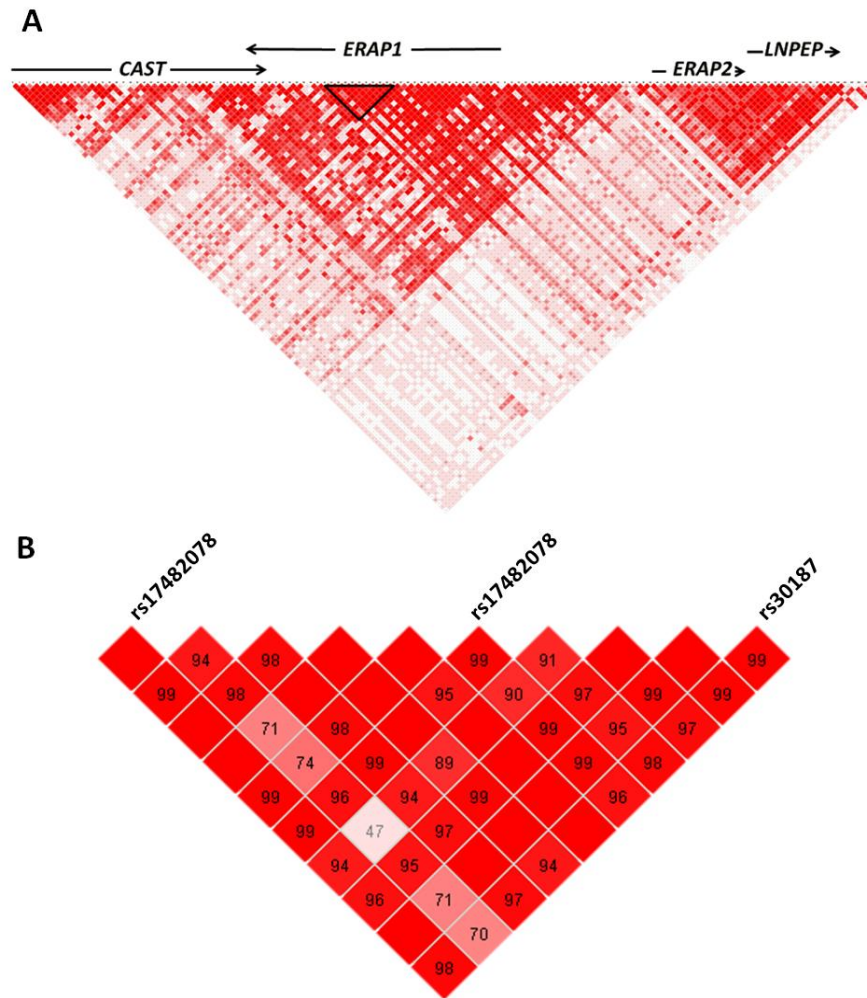 A
CAST
ERAP1
ERAP2
LNPEP
B
rs17482078
rs17482078
rs30187
94 98 99 91 99
99 98 95 90 97 99 99
71 98 99 95 97
74 99 89 99 98
99 96 94 99 96
99 47 97
94 95 94
96 71 97
70
98